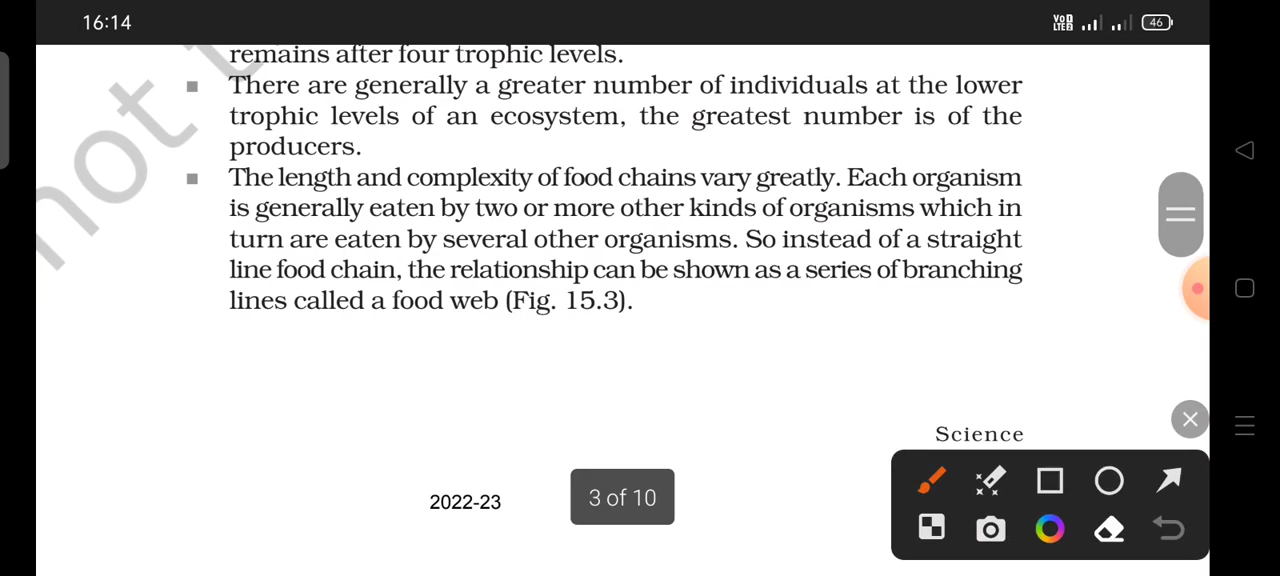 16:14
Vo LTE2 46
remains after four trophic levels.
There are generally a greater number of individuals at the lower
trophic levels of an ecosystem, the greatest number is of the
producers.
The length and complexity of food chains vary greatly. Each organism
is generally eaten by two or more other kinds of organisms which in
turn are eaten by several other organisms. So instead of a straight
line food chain, the relationship can be shown as a series of branching
lines called a food web (Fig. 15.3).
not
Science
2022-23
3 of 10